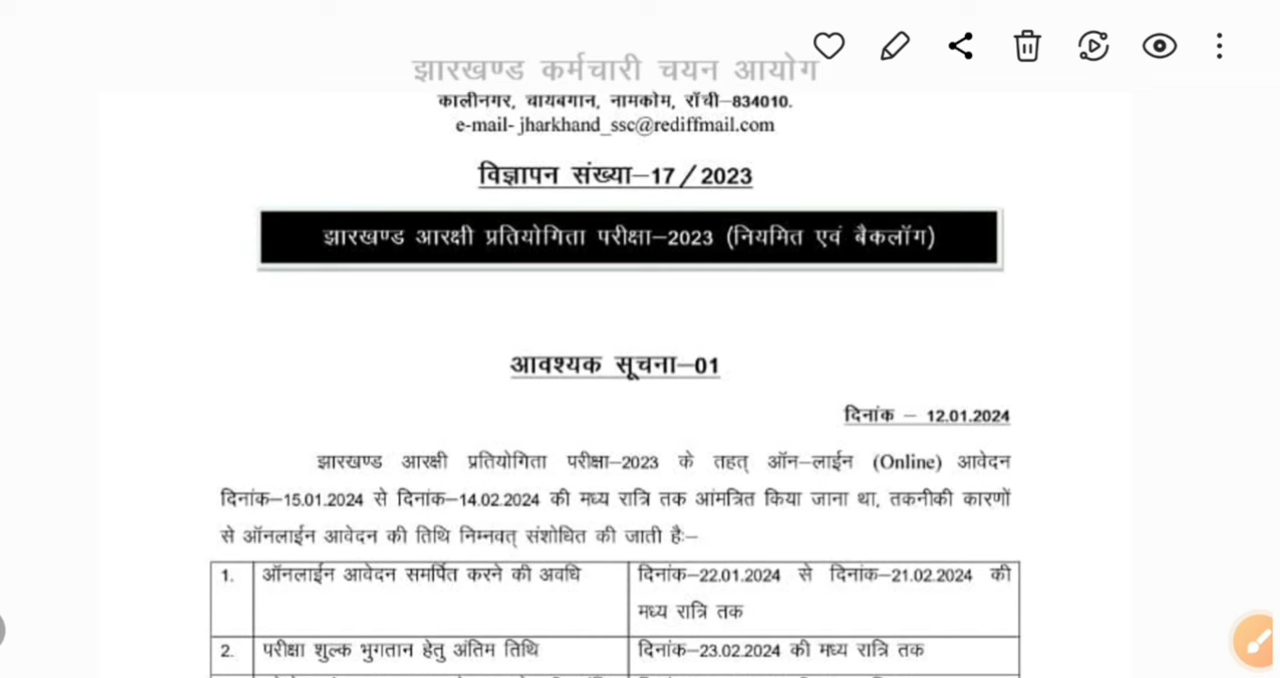 झारखण्ड कर्मचारी चयन आयोग
कालीनगर, चायबगान, नामकोम, राँची–834010.
e-mail- jharkhand_ssc@rediffmail.com
विज्ञापन संख्या–17 / 2023
झारखण्ड आरक्षी प्रतियोगिता परीक्षा–2023 (नियमित एवं बैकलॉग)
आवश्यक सूचना–01
दिनांक – 12.01.2024
झारखण्ड आरक्षी प्रतियोगिता परीक्षा–2023 के तहत् ऑन–लाईन (Online) आवेदन
दिनांक–15.01.2024 से दिनांक–14.02.2024 की मध्य रात्रि तक आंमत्रित किया जाना था, तकनीकी कारणों
से ऑनलाईन आवेदन की तिथि निम्नवत् संशोधित की जाती है:–
1. ऑनलाईन आवेदन समर्पित करने की अवधि दिनांक–22.01.2024 से दिनांक–21.02.2024 की
मध्य रात्रि तक
2. परीक्षा शुल्क भुगतान हेतु अंतिम तिथि दिनांक–23.02.2024 की मध्य रात्रि तक